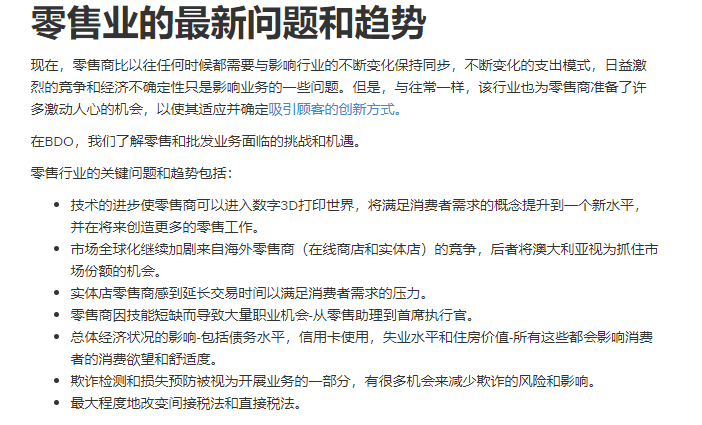 零售业的最新问题和趋势
现在，零售商比以往任何时候都需要与影响行业的不断变化保持同步，不断变化的支出模式，日益激
烈的竞争和经济不确定性只是影响业务的一些问题。但是，与往常一样，该行业也为零售商准备了许
多激动人心的机会，以使其适应并确定吸引顾客的创新方式。
在BDO，我们了解零售和批发业务面临的挑战和机遇。
零售行业的关键问题和趋势包括：
• 技术的进步使零售商可以进入数字3D打印世界，将满足消费者需求的概念提升到一个新水平，
并在将来创造更多的零售工作。
• 市场全球化继续加剧来自海外零售商（在线商店和实体店）的竞争，后者将澳大利亚视为抓住市
场份额的机会。
• 实体店零售商感到延长交易时间以满足消费者需求的压力。
• 零售商因技能短缺而导致大量职业机会-从零售助理到首席执行官。
• 总体经济状况的影响-包括债务水平，信用卡使用，失业水平和住房价值-所有这些都会影响消费
者的消费欲望和舒适度。
• 欺诈检测和损失预防被视为开展业务的一部分，有很多机会来减少欺诈的风险和影响。
• 最大程度地改变间接税法和直接税法。